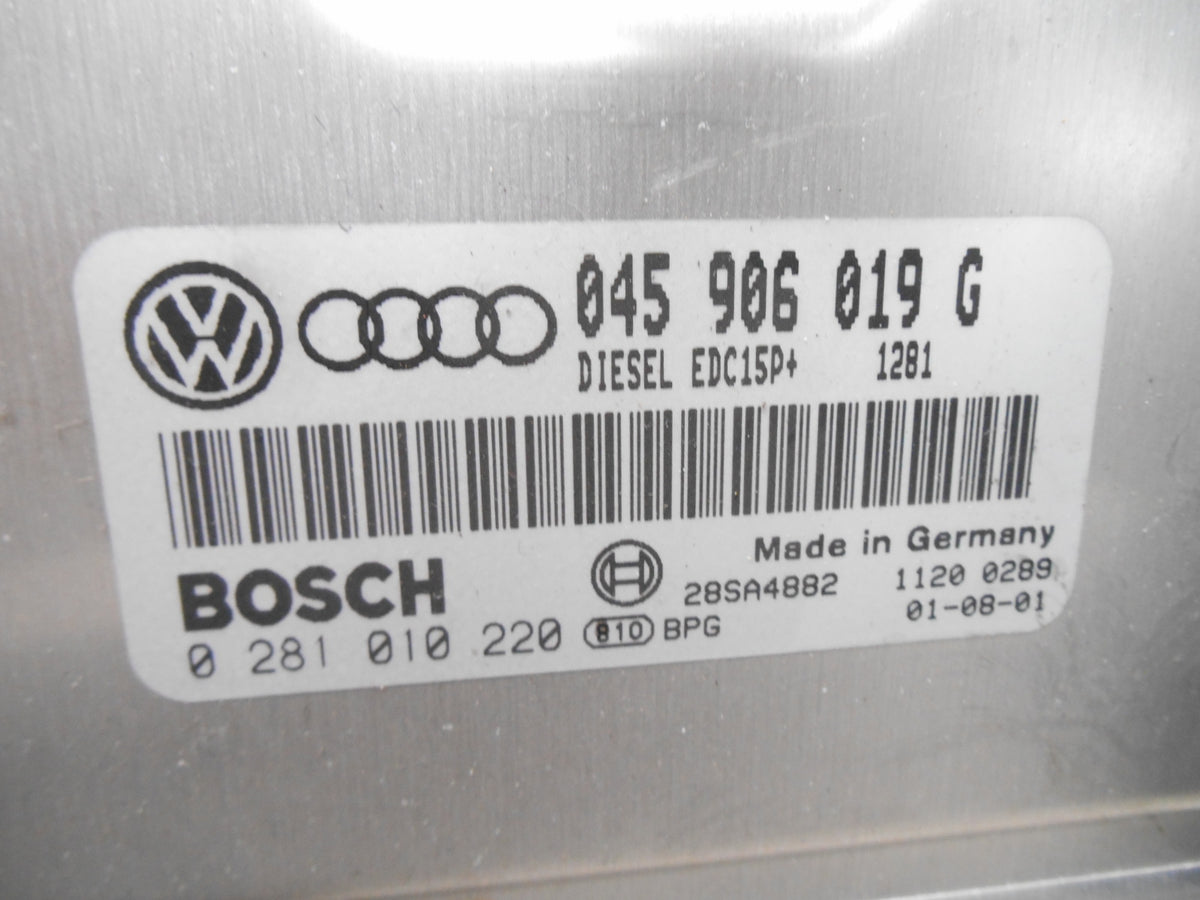 045 906 019 G
DIESEL EDC15P+ 1281
Made in Germany
BOSCH
28SA4882 1120 0289
0 281 010 220 810 BPG 01-08-01